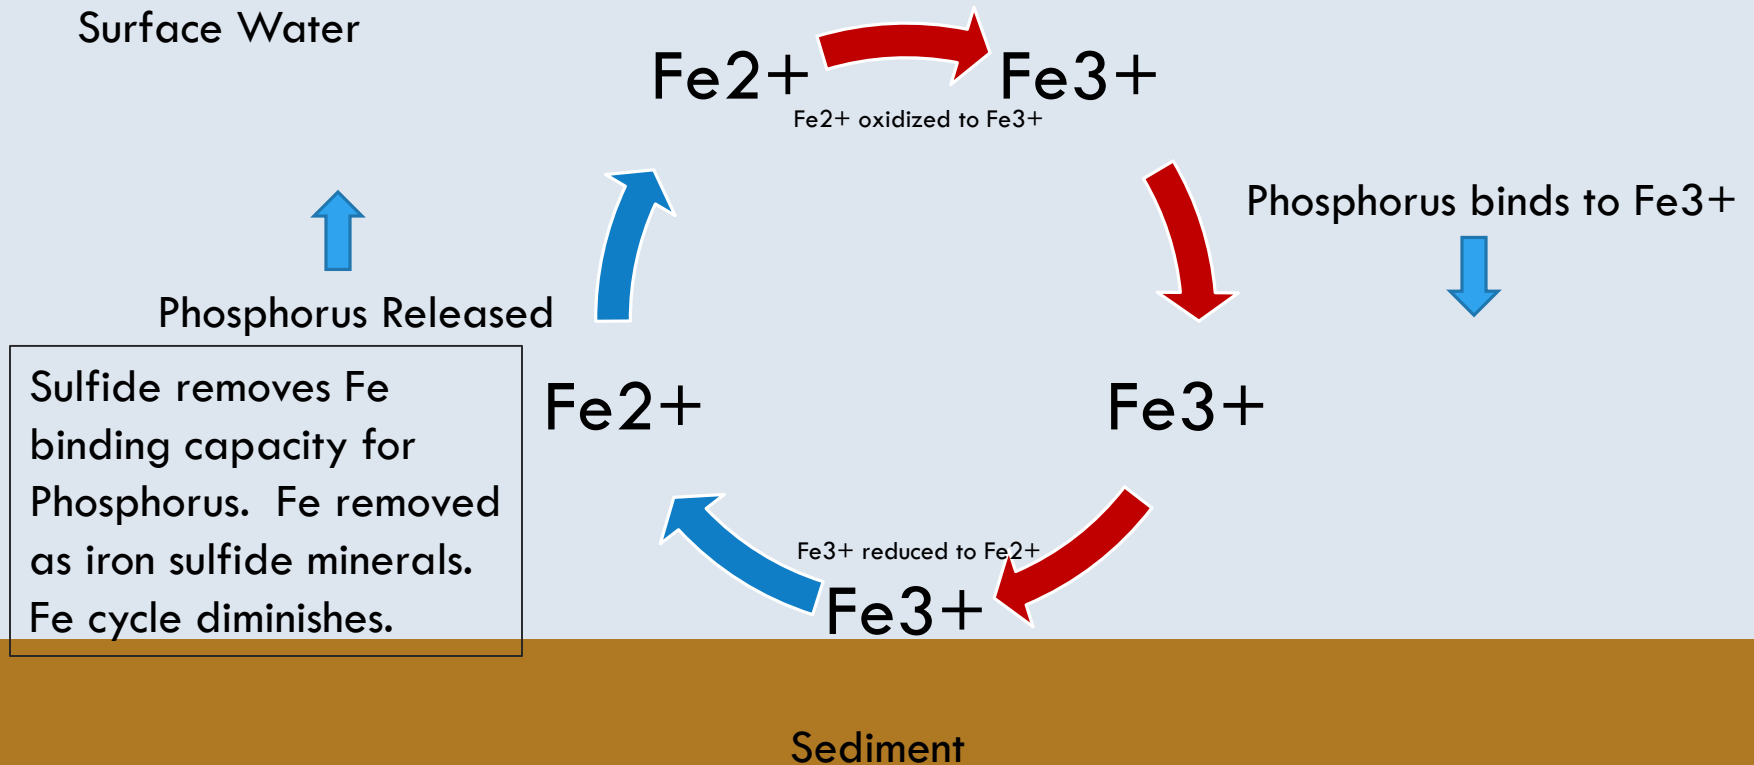 Surface Water
Fe2+
Fe3+
Fe2+ oxidized to Fe3+
Phosphorus binds to Fe3+
Phosphorus Released
Sulfide removes Fe
binding capacity for
Phosphorus. Fe removed
as iron sulfide minerals.
Fe cycle diminishes.
Fe2+
Fe3+
Fe3+ reduced to Fe2+
Fe3+
Sediment